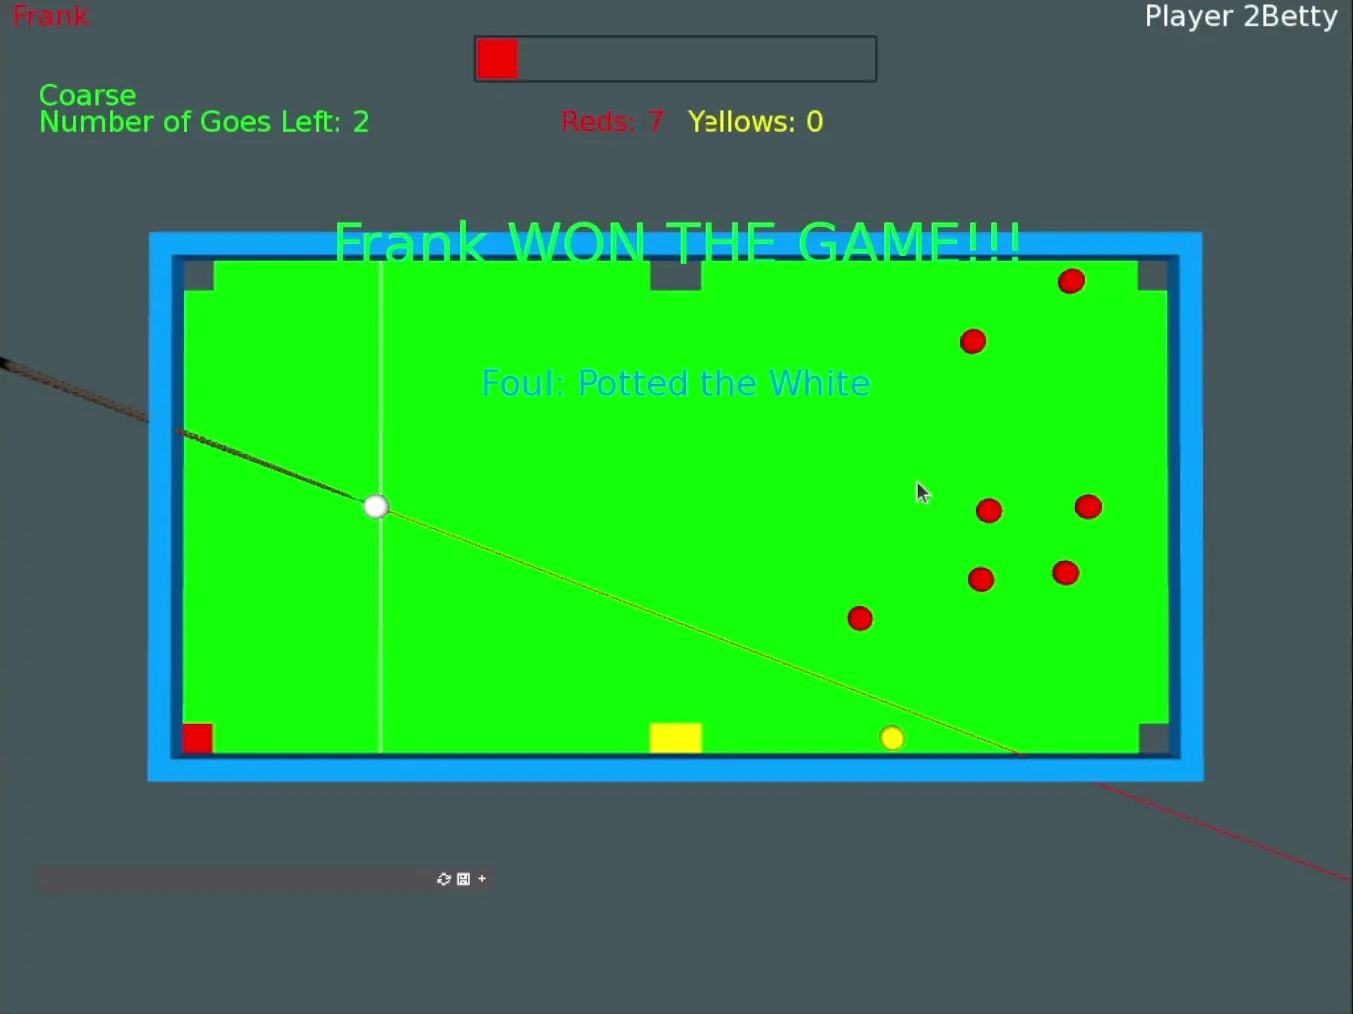 Frank
Player 2Betty
Coarse
Number of Goes Left: 2
Reds: 7 Yellows: 0
Frank WON THE GAME!!!
Foul: Potted the White